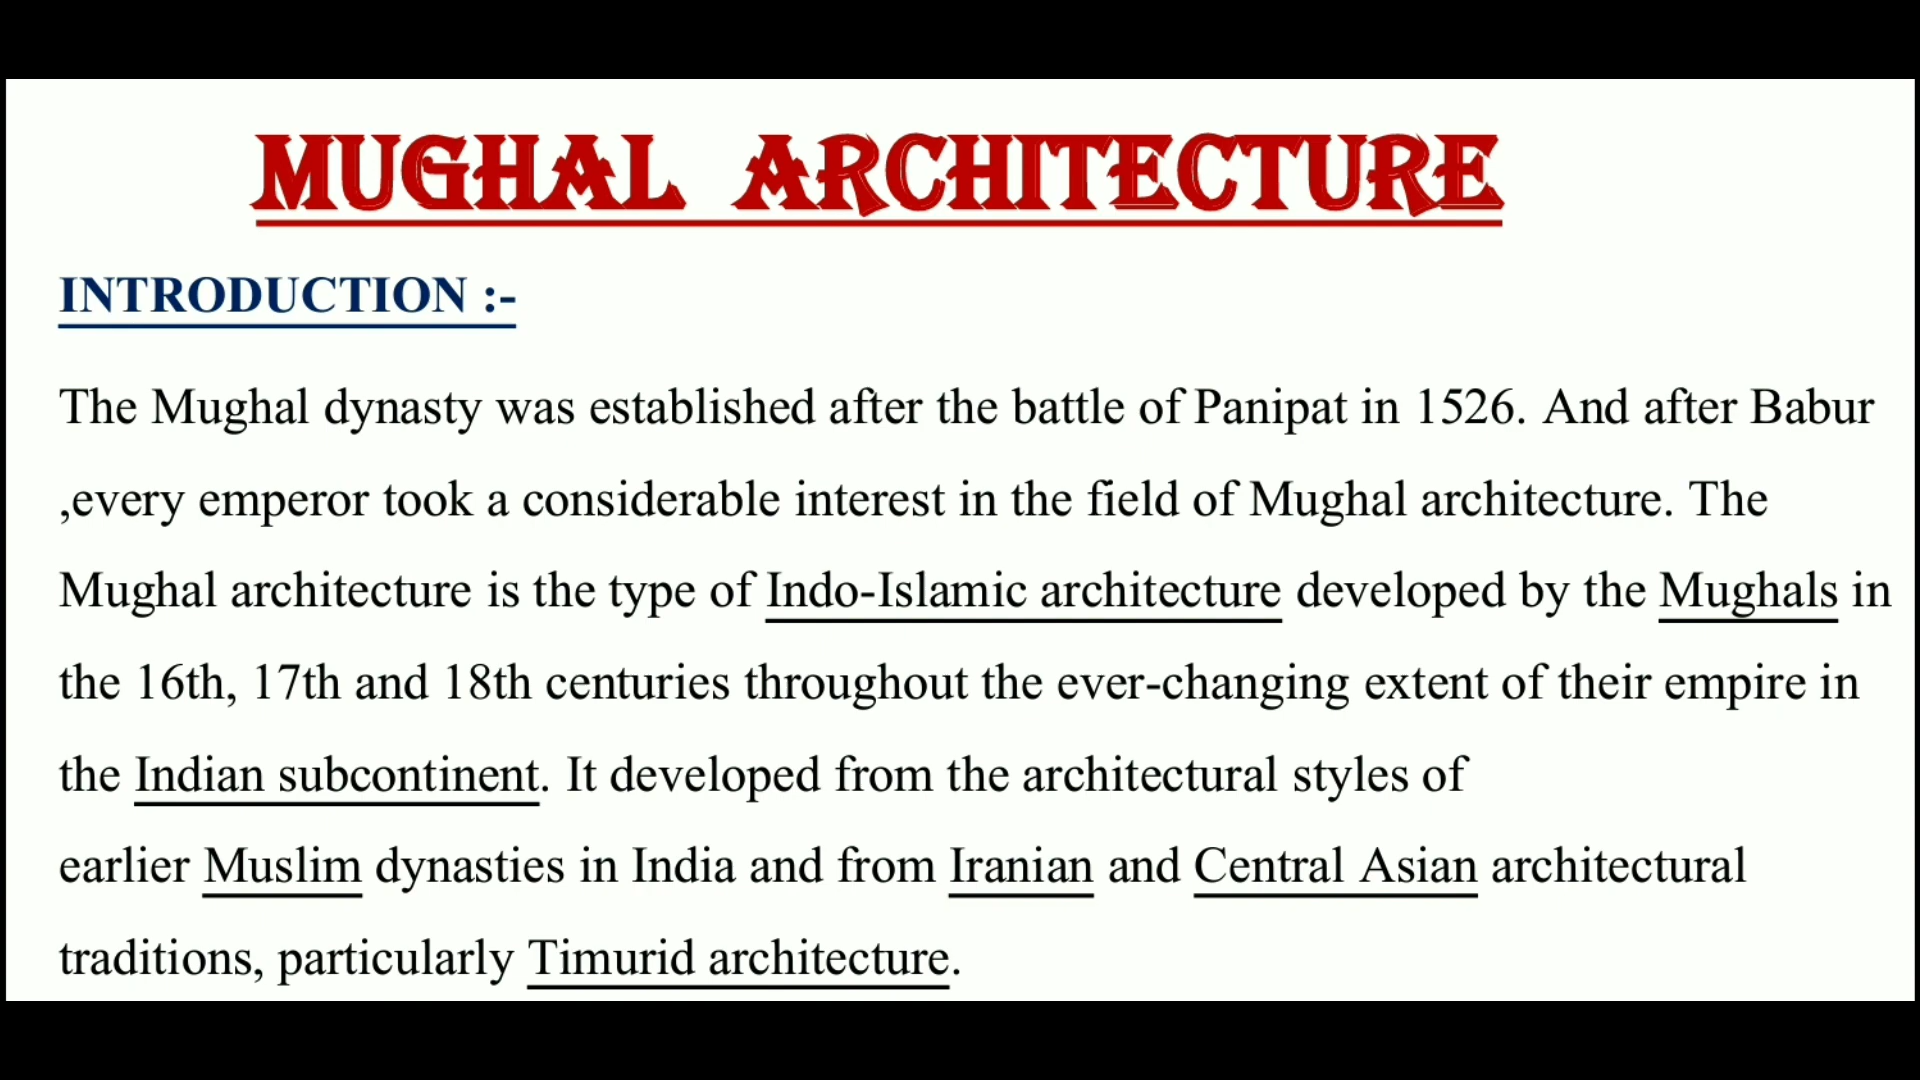 MUGHAL ARCHITECTURE
INTRODUCTION :-
The Mughal dynasty was established after the battle of Panipat in 1526. And after Babur
,every emperor took a considerable interest in the field of Mughal architecture. The
Mughal architecture is the type of Indo-Islamic architecture developed by the Mughals in
the 16th, 17th and 18th centuries throughout the ever-changing extent of their empire in
the Indian subcontinent. It developed from the architectural styles of
earlier Muslim dynasties in India and from Iranian and Central Asian architectural
traditions, particularly Timurid architecture.